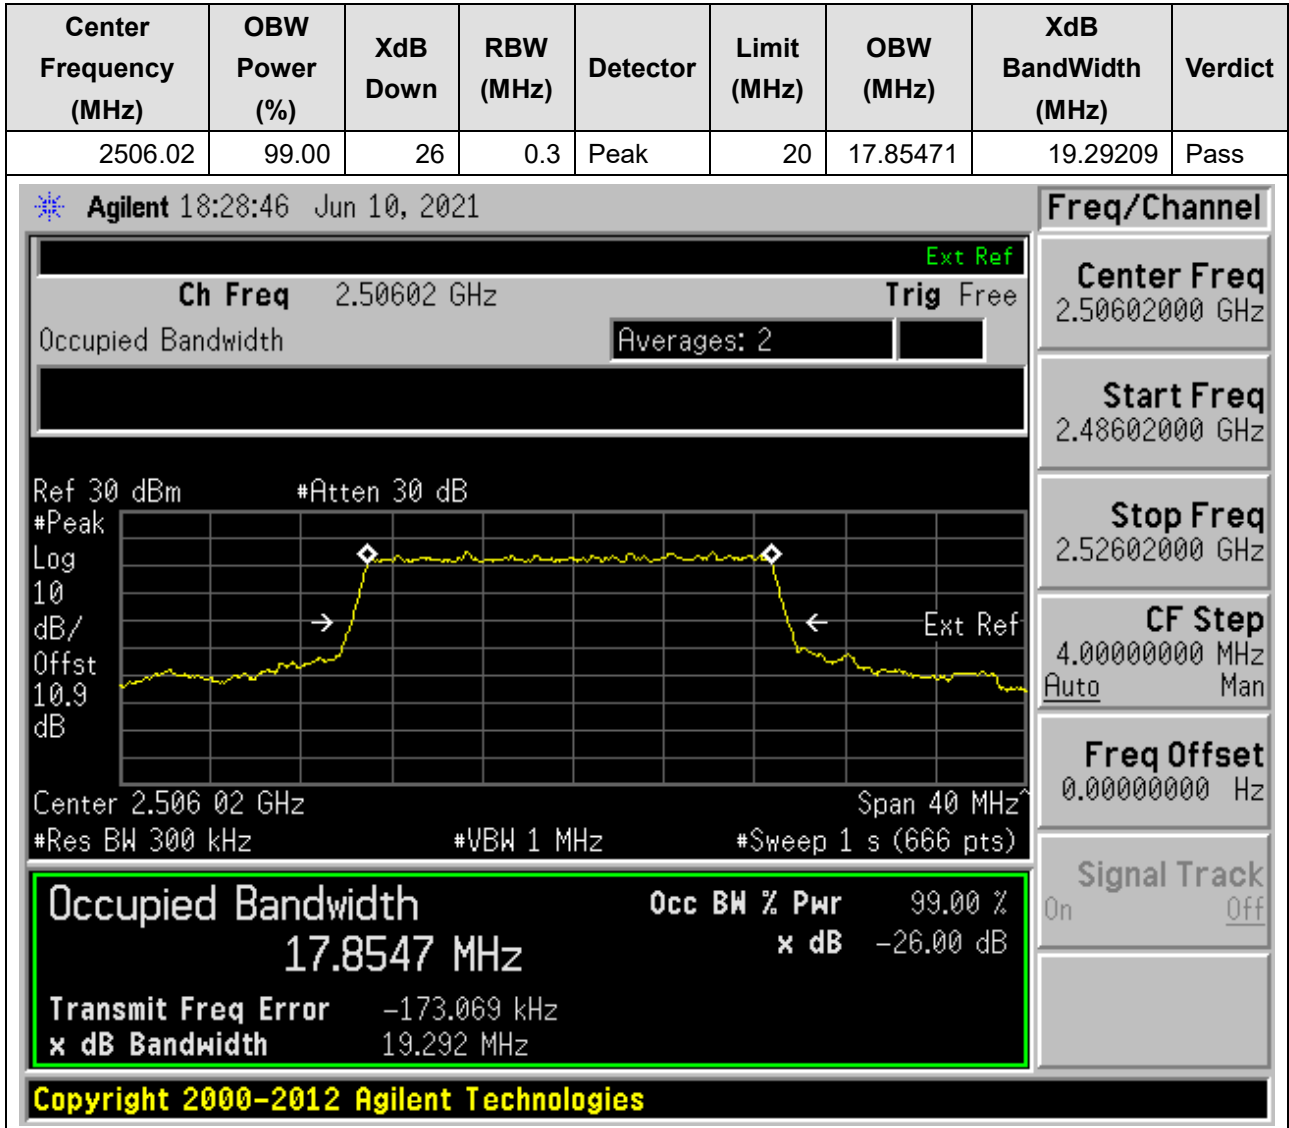 Center Frequency (MHz) OBW Power (%) XdB Down RBW (MHz) Detector Limit (MHz) OBW (MHz) XdB BandWidth (MHz) Verdict
2506.02 99.00 26 0.3 Peak 20 17.85471 19.29209 Pass
Agilent 18:28:46 Jun 10, 2021
Freq/Channel
Ext Ref
Ch Freq 2.50602 GHz Trig Free
Occupied Bandwidth Averages: 2
Ref 30 dBm #Atten 30 dB
#Peak
Log
10
dB/
Offst
10.9
dB
Ext Ref
Center 2.506 02 GHz Span 40 MHz^
#Res BW 300 kHz #VBW 1 MHz #Sweep 1 s (666 pts)
Occupied Bandwidth Occ BW % Pwr 99.00 %
17.8547 MHz x dB -26.00 dB
Transmit Freq Error -173.069 kHz
x dB Bandwidth 19.292 MHz
Copyright 2000-2012 Agilent Technologies
Center Freq
2.50602000 GHz
Start Freq
2.48602000 GHz
Stop Freq
2.52602000 GHz
CF Step
4.00000000 MHz
Auto Man
Freq Offset
0.00000000 Hz
Signal Track
On Off